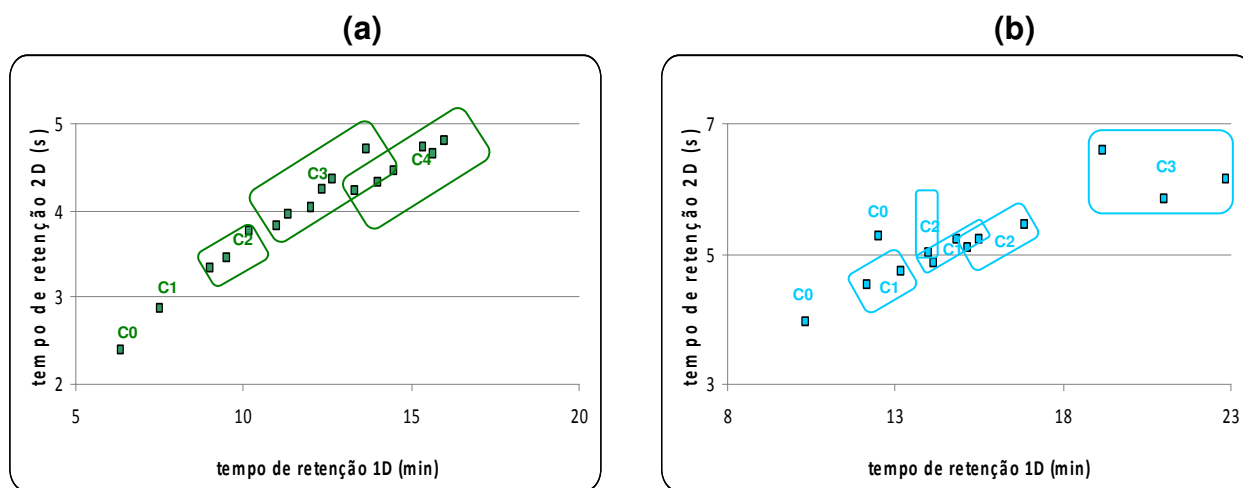 (a)
tempo de retenção 2D (s)
5
4
3
2
C4
C3
C2
C1
C0
5
10
15
20
tempo de retenção 1D (min)
(b)
tempo de retenção 2D (s)
7
5
3
C3
C0
C2
C1
C2
C1
C0
8
13
18
23
tempo de retenção 1D (min)